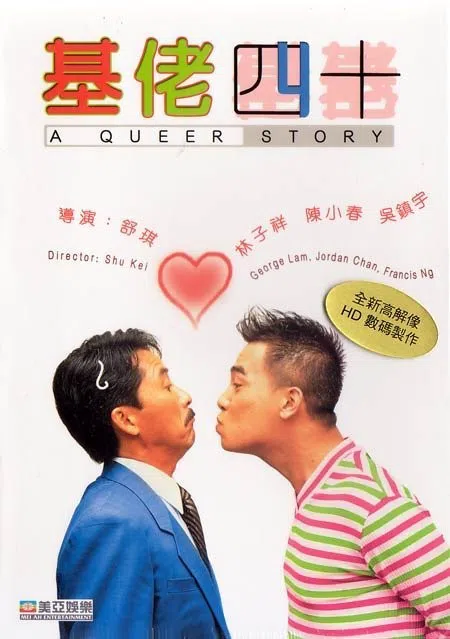 基佬四十
A QUEER STORY
導演：舒琪
林子祥 陳小春 吳鎮宇
Director: Shu Kei
George Lam, Jordan Chan, Francis Ng
全新高解像
HD 數碼製作
美亞娛樂
MEI AH ENTERTAINMENT